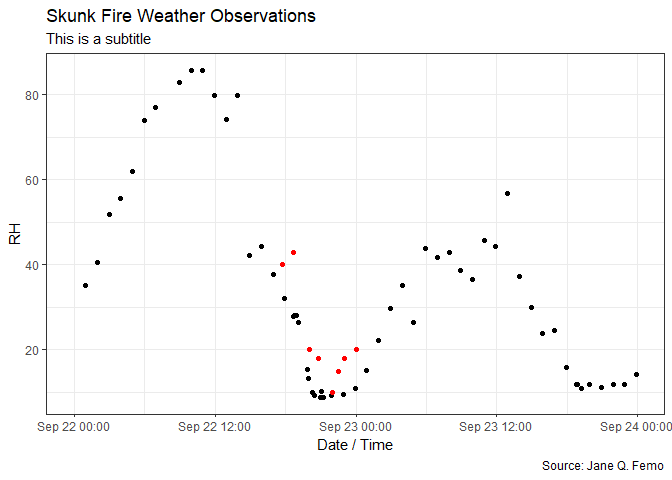 Skunk Fire Weather Observations
This is a subtitle
80
60
40
20
RH
Sep 22 00:00
Sep 22 12:00
Sep 23 00:00
Sep 23 12:00
Sep 24 00:00
Date / Time
Source: Jane Q. Femo